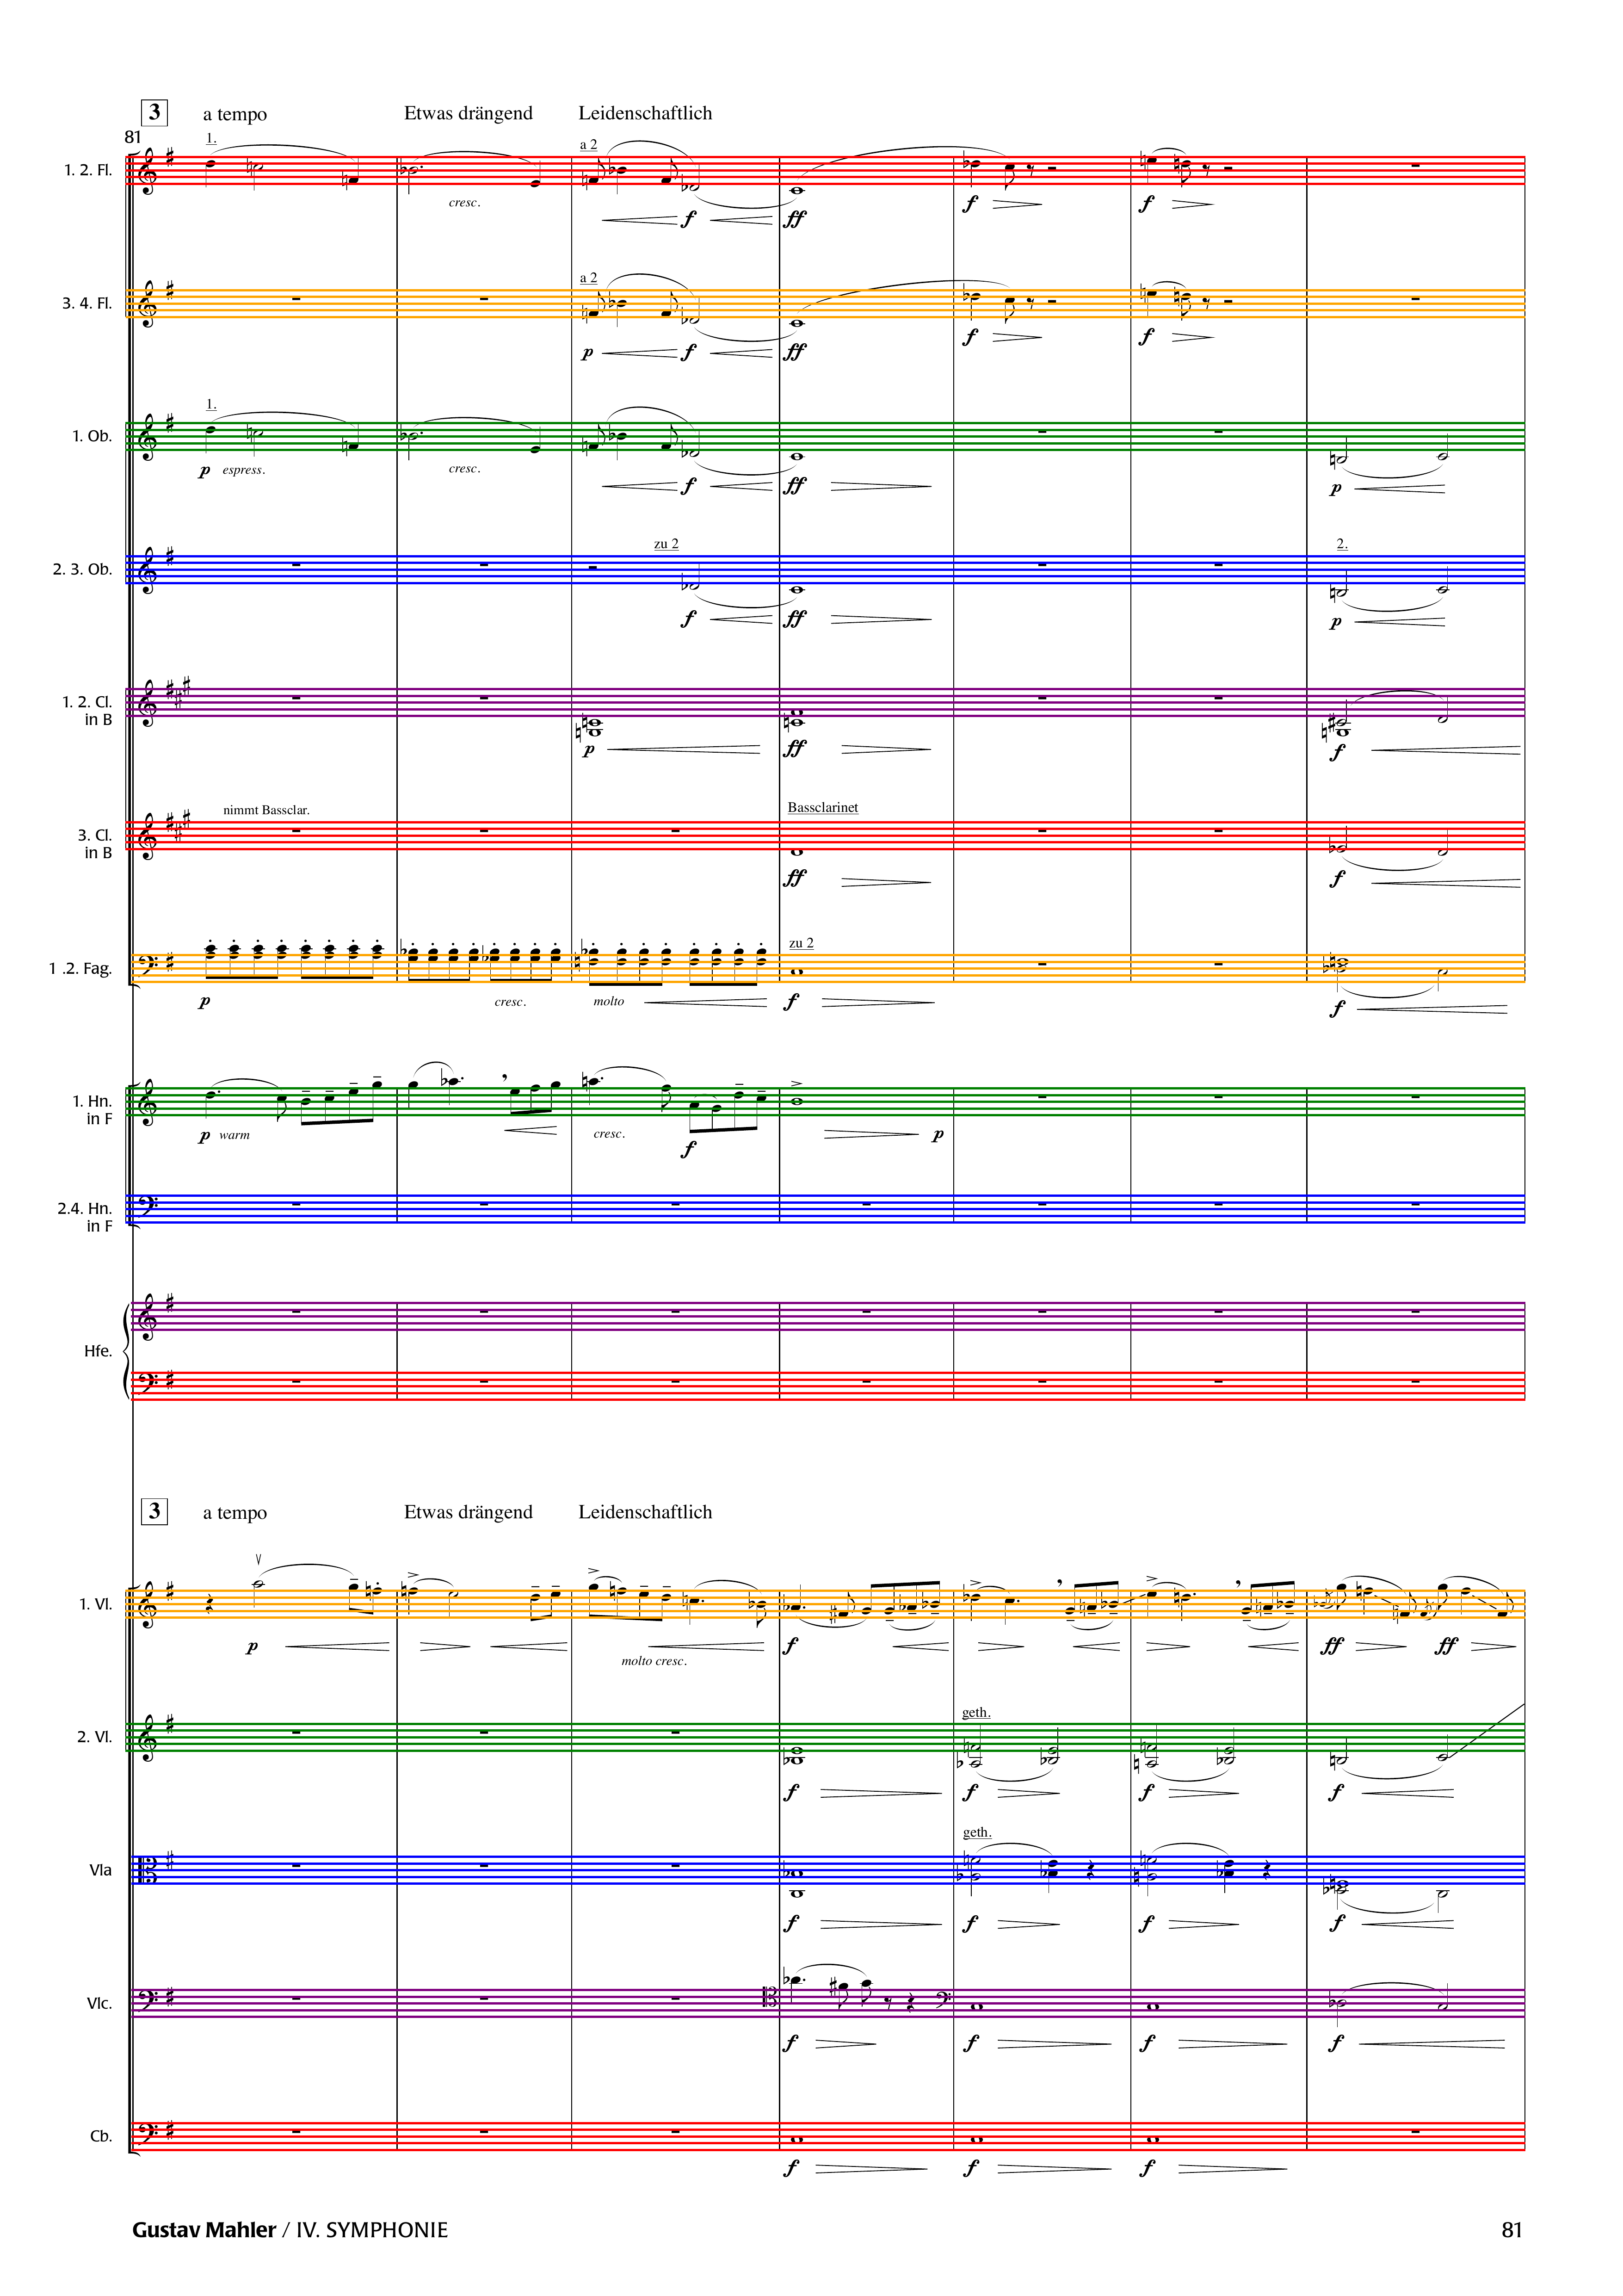 3 a tempo Etwas drängend Leidenschaftlich
81
1. a 2
1. 2. Fl.
cresc.
f ff f f
a 2
3. 4. Fl.
p f ff f f
1.
1. Ob.
p espress. cresc. f ff p
zu 2 2.
2. 3. Ob.
f ff p
1. 2. Cl.
in B
p ff f
nimmt Bassclar. Bassclarinet
3. Cl.
in B
ff f
zu 2
1 .2. Fag.
p cresc. molto f f
1. Hn.
in F
p warm cresc. f p
2.4. Hn.
in F
Hfe.
3 a tempo Etwas drängend Leidenschaftlich
1. Vl.
p f ff ff
molto cresc.
geth.
2. Vl.
f f f f
geth.
Vla
f f f f
Vlc.
f f f f
Cb.
f f f
Gustav Mahler / IV. SYMPHONIE 81